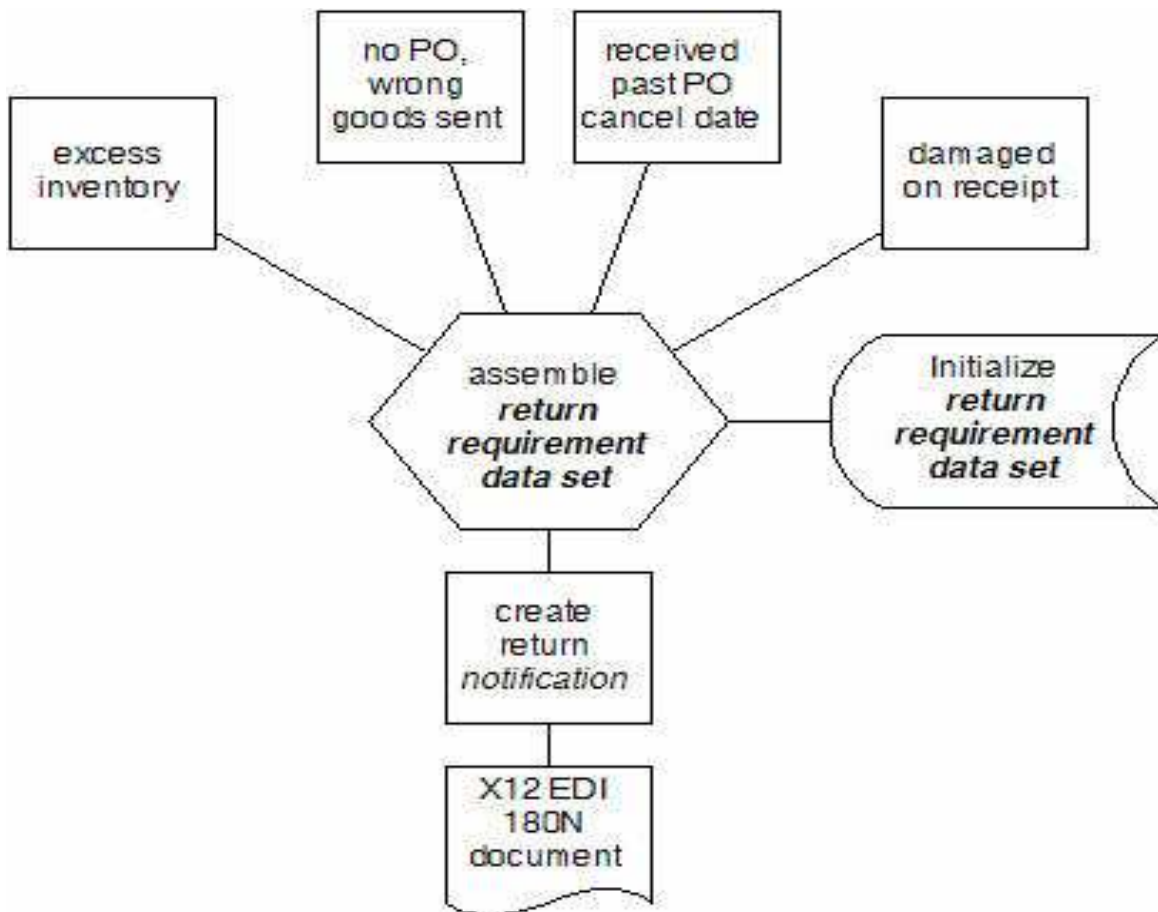 no PO,
wrong
goods sent
received
past PO
cancel date
excess
inventory
damaged
on receipt
assemble
return
requirement
data set
Initialize
return
requirement
data set
create
return
notification
X12 EDI
180N
document